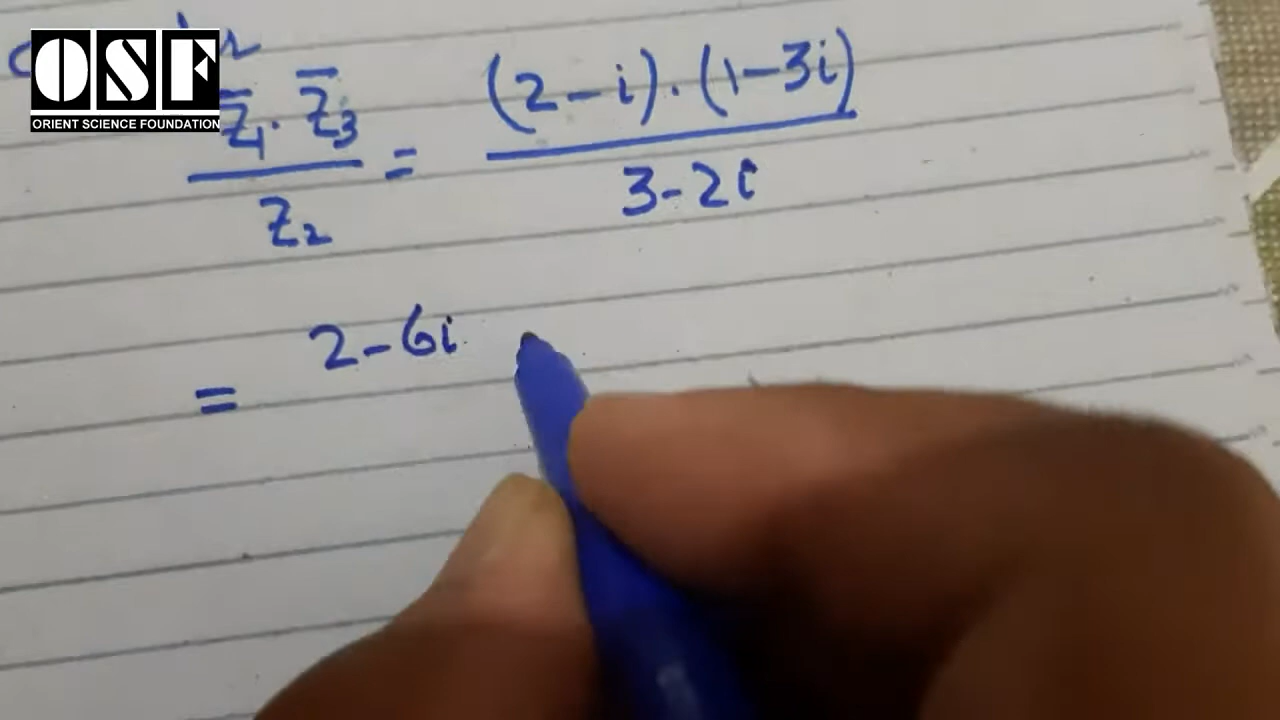 OSF
ORIENT SCIENCE FOUNDATION
z̅₁· z̅₃ / z₂ = (2-i)·(1-3i) / 3-2i
= 2-6i